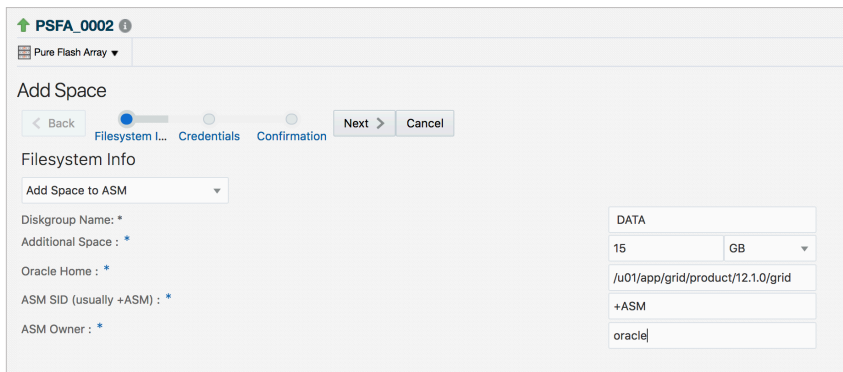 PSFA_0002
Pure Flash Array
Add Space
Back Filesystem I... Credentials Confirmation Next Cancel
Filesystem Info
Add Space to ASM
Diskgroup Name: * DATA
Additional Space : * 15 GB
Oracle Home : * /u01/app/grid/product/12.1.0/grid
ASM SID (usually +ASM) : * +ASM
ASM Owner : * oracle